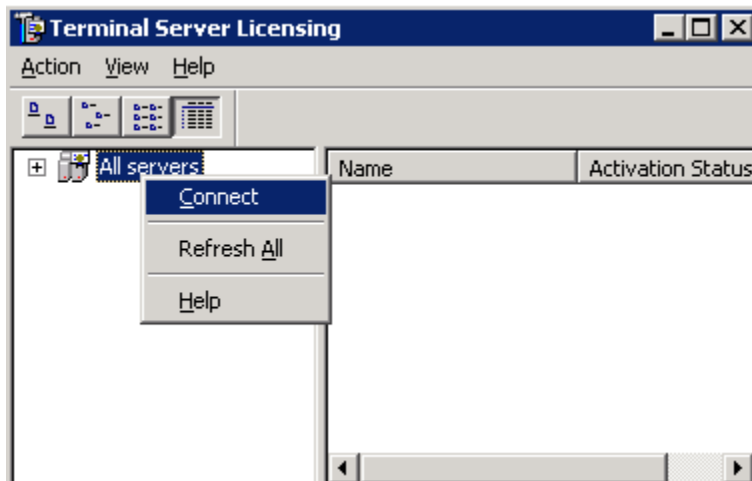 Terminal Server Licensing
Action View Help
All servers
Name Activation Status
Connect
Refresh All
Help